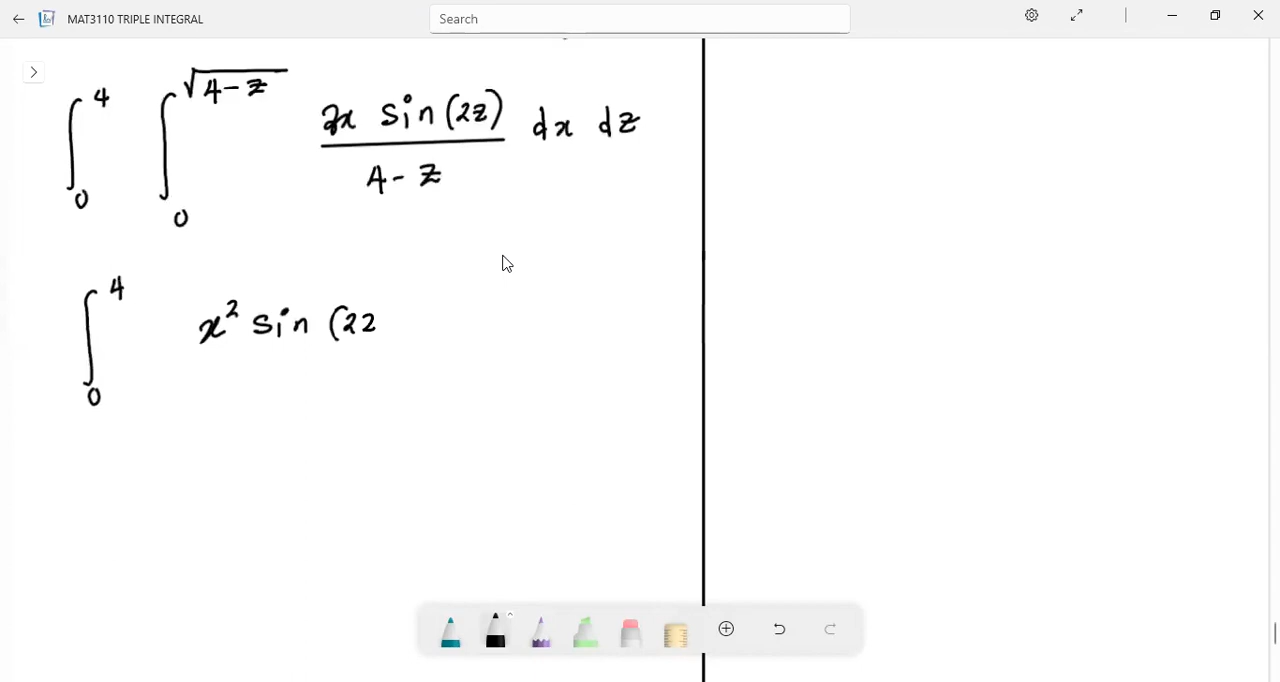 MAT3110 TRIPLE INTEGRAL
Search
∫₀⁴ ∫₀^√(4-z) 2x sin(2z) / (4-z) dx dz
∫₀⁴ x² sin (2z